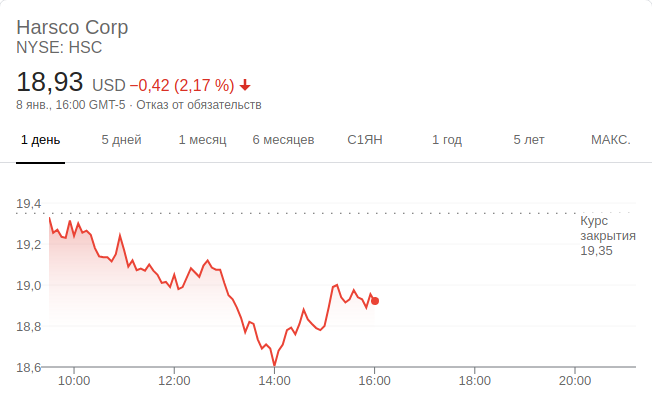 Harsco Corp
NYSE: HSC
18,93 USD −0,42 (2,17 %)
8 янв., 16:00 GMT-5 · Отказ от обязательств
1 день 5 дней 1 месяц 6 месяцев С1ЯН 1 год 5 лет МАКС.
19,4
Курс
закрытия
19,35
19,2
19,0
18,8
18,6
10:00 12:00 14:00 16:00 18:00 20:00